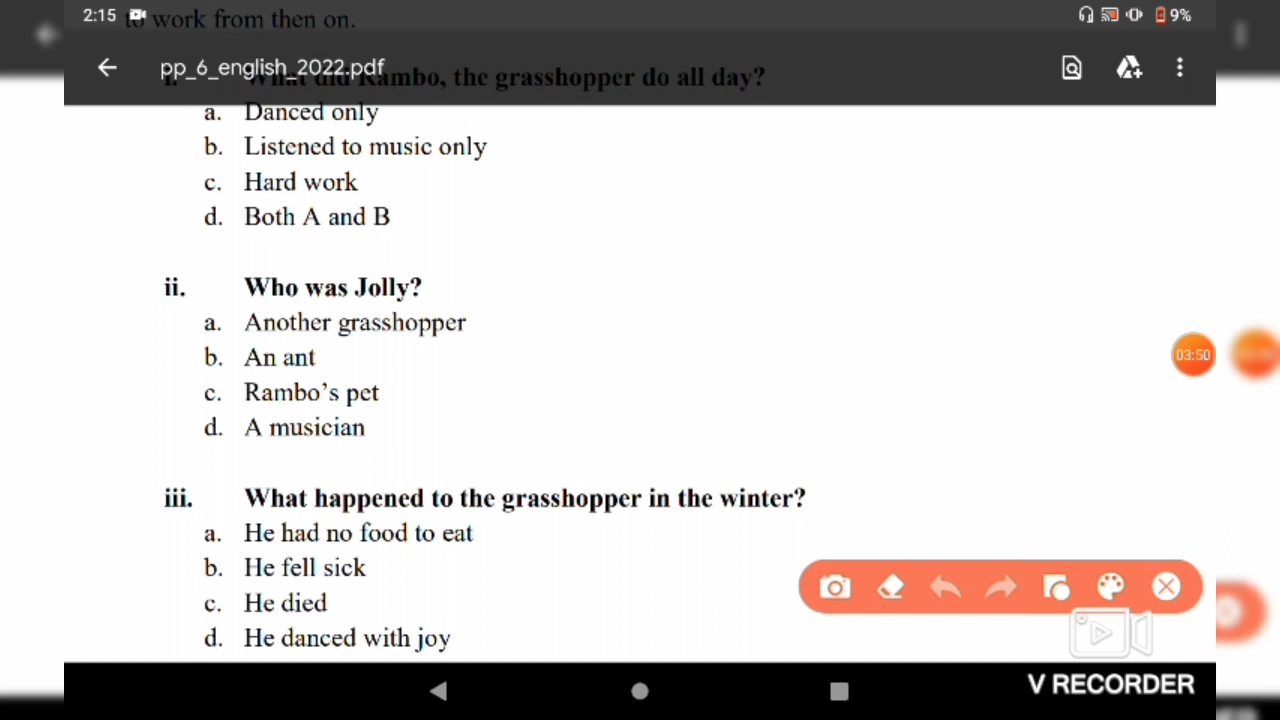 2:15
9%
to work from then on.
pp_6_english_2022.pdf
i. What did Rambo, the grasshopper do all day?
a. Danced only
b. Listened to music only
c. Hard work
d. Both A and B
ii. Who was Jolly?
a. Another grasshopper
b. An ant
c. Rambo's pet
d. A musician
03:50
iii. What happened to the grasshopper in the winter?
a. He had no food to eat
b. He fell sick
c. He died
d. He danced with joy
V RECORDER